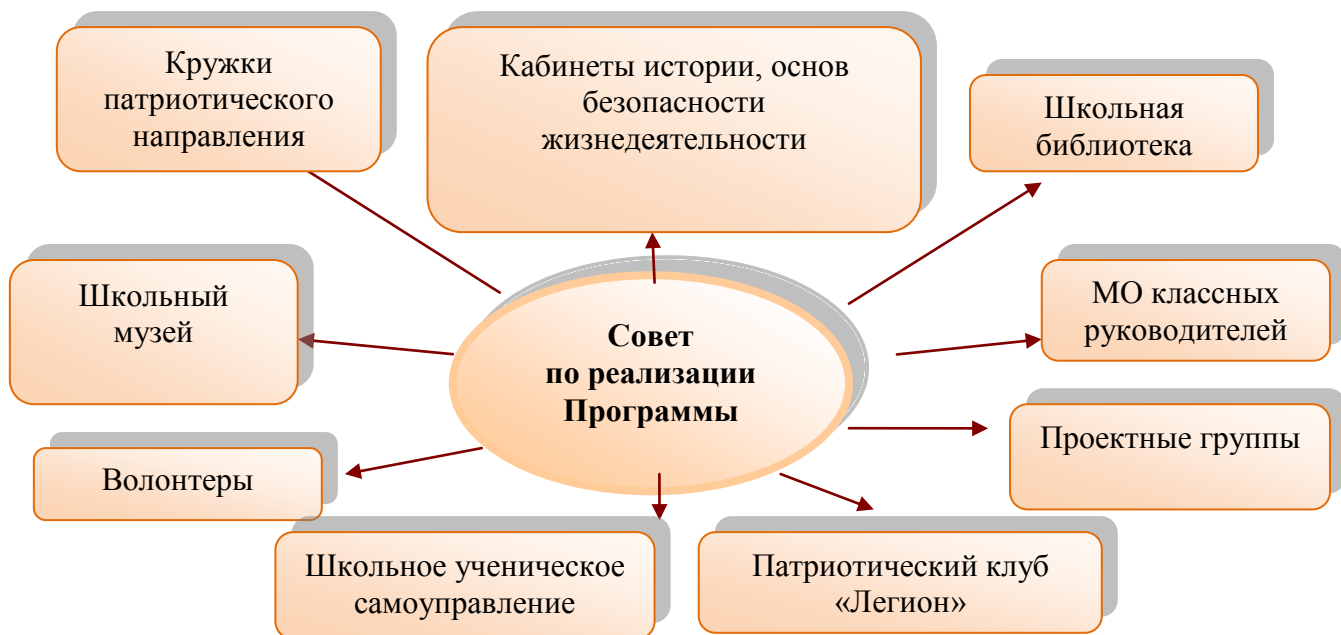 Кружки
патриотического
направления
Кабинеты истории, основ
безопасности
жизнедеятельности
Школьная
библиотека
Школьный
музей
Совет
по реализации
Программы
МО классных
руководителей
Проектные группы
Волонтеры
Школьное ученическое
самоуправление
Патриотический клуб
«Легион»